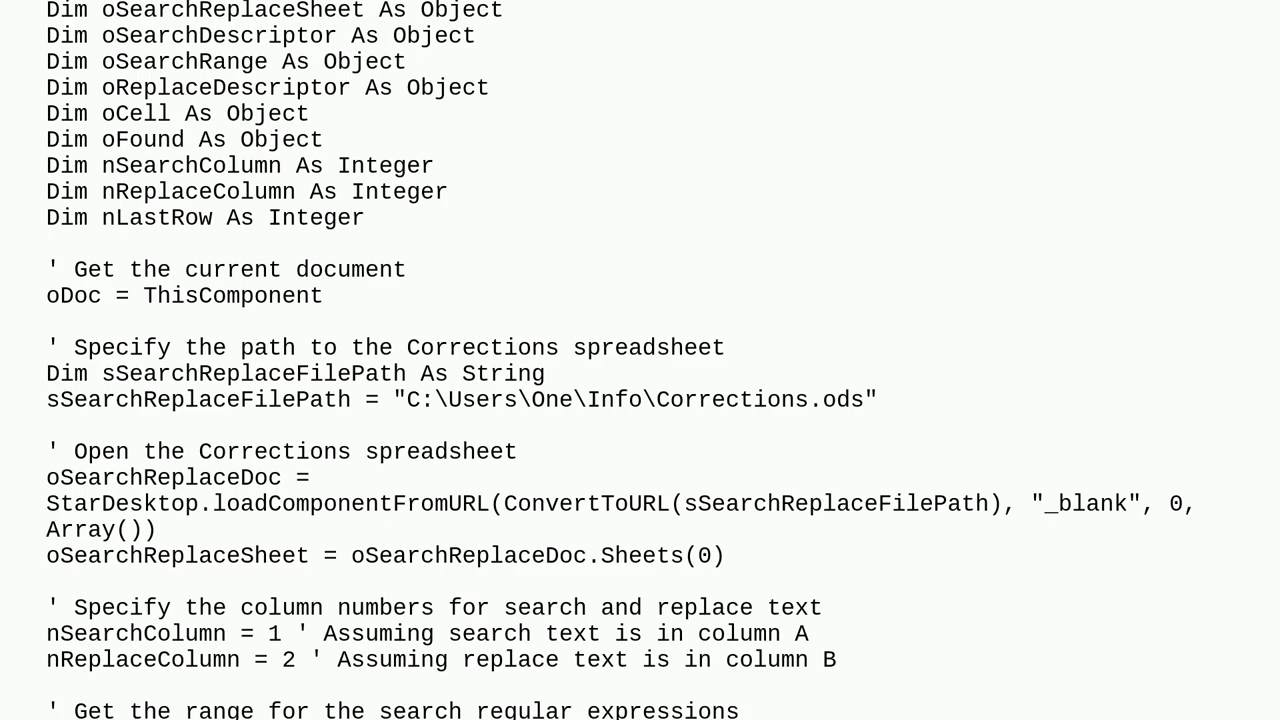 Dim oSearchReplaceSheet As Object
Dim oSearchDescriptor As Object
Dim oSearchRange As Object
Dim oReplaceDescriptor As Object
Dim oCell As Object
Dim oFound As Object
Dim nSearchColumn As Integer
Dim nReplaceColumn As Integer
Dim nLastRow As Integer
' Get the current document
oDoc = ThisComponent
' Specify the path to the Corrections spreadsheet
Dim sSearchReplaceFilePath As String
sSearchReplaceFilePath = "C:\Users\One\Info\Corrections.ods"
' Open the Corrections spreadsheet
oSearchReplaceDoc =
StarDesktop.loadComponentFromURL(ConvertToURL(sSearchReplaceFilePath), "_blank", 0,
Array())
oSearchReplaceSheet = oSearchReplaceDoc.Sheets(0)
' Specify the column numbers for search and replace text
nSearchColumn = 1 ' Assuming search text is in column A
nReplaceColumn = 2 ' Assuming replace text is in column B
' Get the range for the search regular expressions